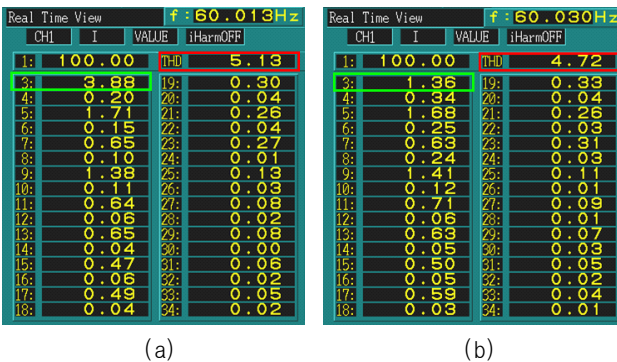 Real Time View f:60.013Hz
CH1 I VALUE iHarmOFF
1: 100.00 THD 5.13
3: 3.88 19: 0.30
4: 0.20 20: 0.04
5: 1.71 21: 0.26
6: 0.15 22: 0.04
7: 0.65 23: 0.27
8: 0.10 24: 0.01
9: 1.38 25: 0.13
10: 0.11 26: 0.03
11: 0.64 27: 0.08
12: 0.06 28: 0.02
13: 0.65 29: 0.08
14: 0.04 30: 0.00
15: 0.47 31: 0.06
16: 0.06 32: 0.02
17: 0.49 33: 0.05
18: 0.04 34: 0.02
(a)
Real Time View f:60.030Hz
CH1 I VALUE iHarmOFF
1: 100.00 THD 4.72
3: 1.36 19: 0.33
4: 0.34 20: 0.04
5: 1.68 21: 0.26
6: 0.25 22: 0.03
7: 0.63 23: 0.31
8: 0.24 24: 0.03
9: 1.41 25: 0.11
10: 0.12 26: 0.01
11: 0.71 27: 0.09
12: 0.06 28: 0.01
13: 0.63 29: 0.07
14: 0.05 30: 0.03
15: 0.50 31: 0.05
16: 0.05 32: 0.02
17: 0.59 33: 0.04
18: 0.03 34: 0.01
(b)